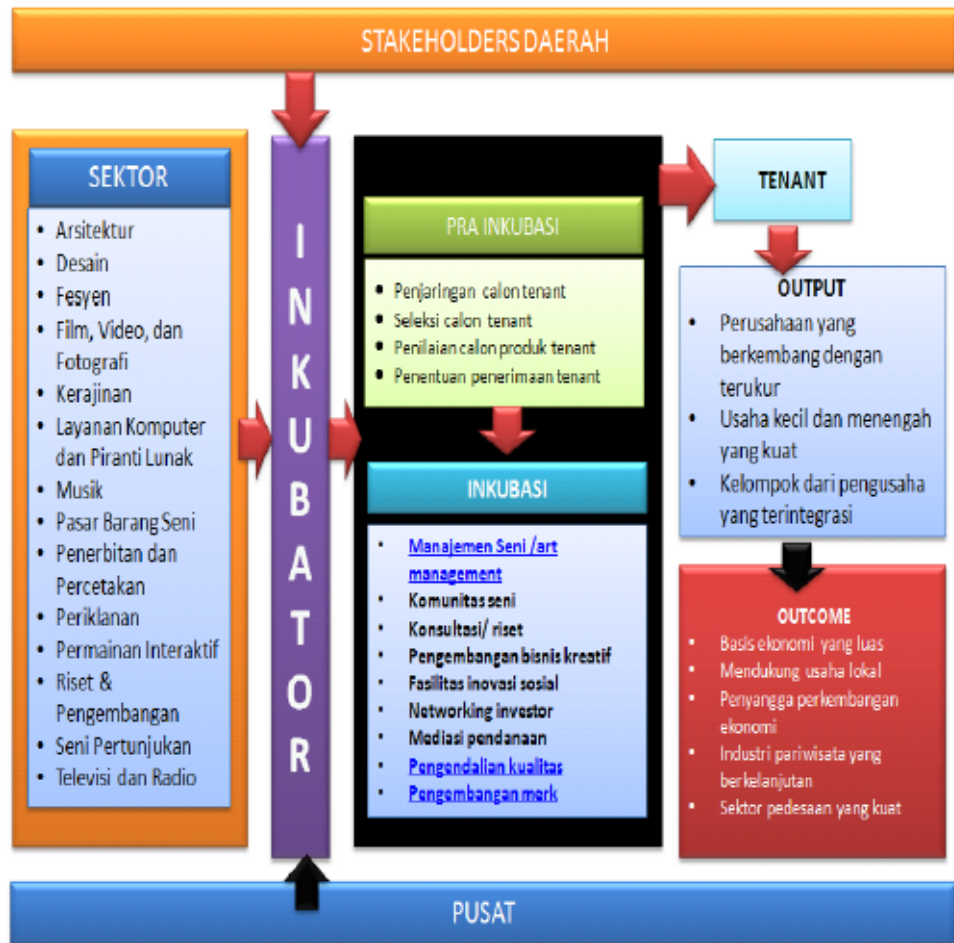 STAKEHOLDERS DAERAH
SEKTOR
• Arsitektur
• Desain
• Fesyen
• Film, Video, dan
Fotografi
• Kerajinan
• Layanan Komputer
dan Piranti Lunak
• Musik
• Pasar Barang Seni
• Penerbitan dan
Percetakan
• Periklanan
• Permainan Interaktif
• Riset &
Pengembangan
• Seni Pertunjukan
• Televisi dan Radio
I
N
K
U
B
A
T
O
R
PRA INKUBASI
• Penjaringan calon tenant
• Seleksi calon tenant
• Penilaian calon produk tenant
• Penentuan penerimaan tenant
INKUBASI
• Manajemen Seni /art
management
• Komunitas seni
• Konsultasi/ riset
• Pengembangan bisnis kreatif
• Fasilitas inovasi sosial
• Networking investor
• Mediasi pendanaan
• Pengendalian kualitas
• Pengembangan merk
TENANT
OUTPUT
• Perusahaan yang
berkembang dengan
terukur
• Usaha kecil dan menengah
yang kuat
• Kelompok dari pengusaha
yang terintegrasi
OUTCOME
• Basis ekonomi yang luas
• Mendukung usaha lokal
• Penyangga perkembangan
ekonomi
• Industri pariwisata yang
berkelanjutan
• Sektor pedesaan yang kuat
PUSAT